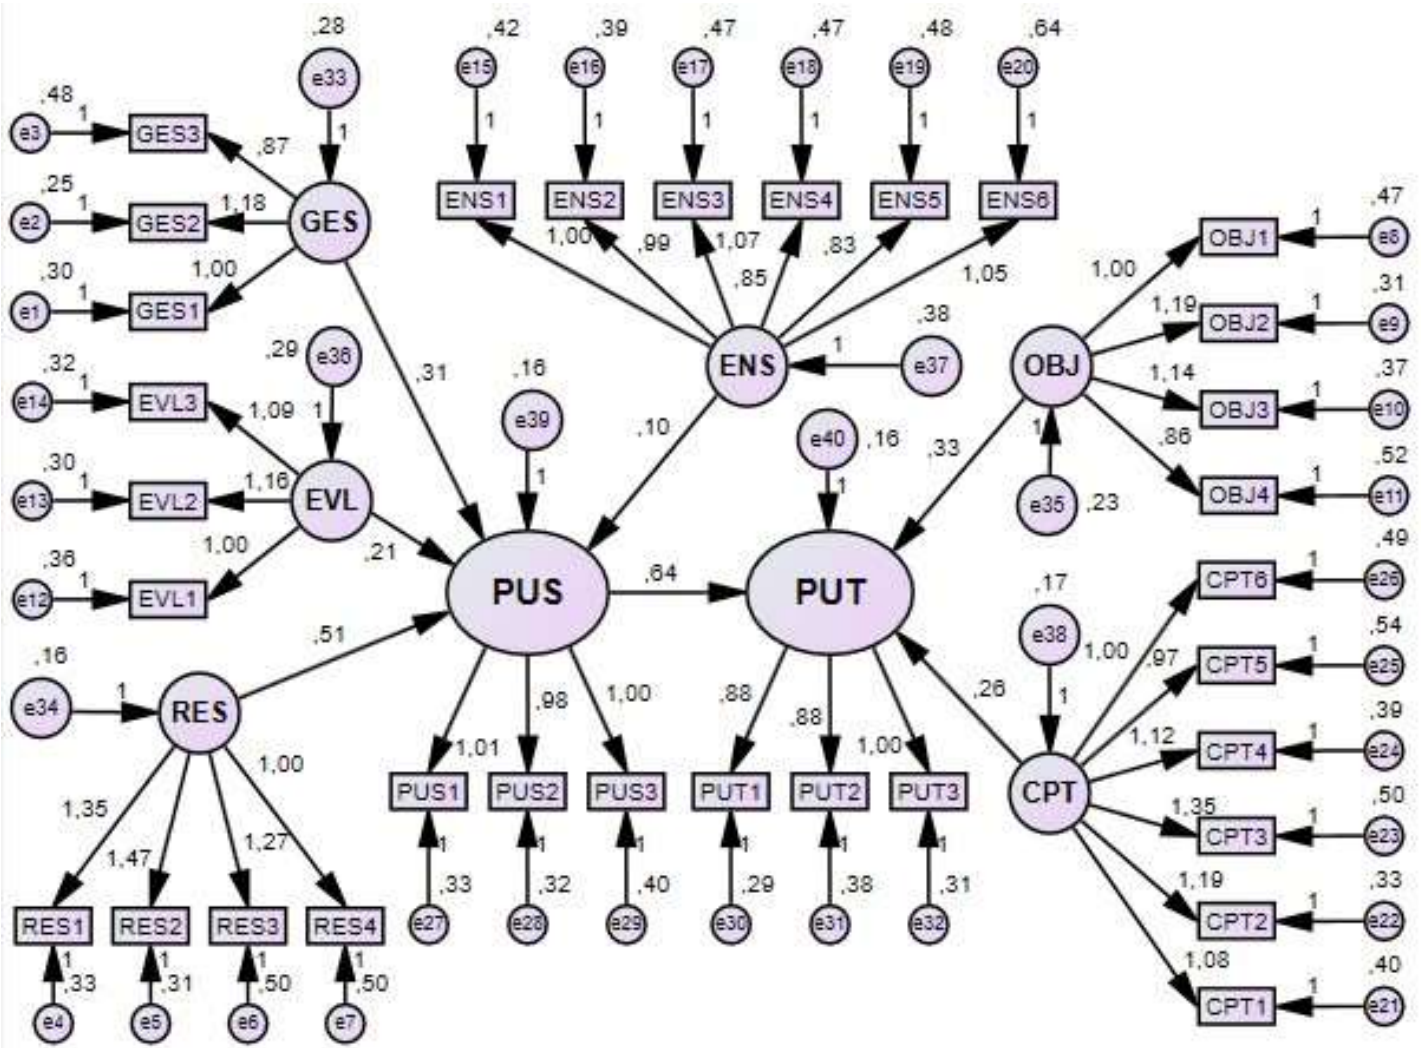 ,28
,42 ,39 ,47 ,47 ,48 ,64
e33 e15 e16 e17 e18 e19 e20
,48
e3 1 GES3 ,87 1 1 1 1 1 1 1
,25
e2 1 GES2 1,18 GES ENS1 ENS2 ENS3 ENS4 ENS5 ENS6
,30
e1 1 GES1 1,00
1,00 ,99 1,07 ,85 ,83 1,05
,47
OBJ1 1 e8
1,00
,31
1,19 OBJ2 1 e9
,29 e36 1
,38
ENS 1 e37 OBJ
,37
1,14 OBJ3 1 e10
,32
e14 1 EVL3 1,09
,31 ,16 e39 1 ,10 e40 ,16 1 ,33
1 e35 ,23
,86
,52
OBJ4 1 e11
,30
e13 1 EVL2 1,16 EVL
,21
,36
e12 1 EVL1 1,00
PUS ,64 PUT
,49
CPT6 1 e26
1,00
,17
e38 1
,54
,97 CPT5 1 e25
,51
,16
e34 1 RES
,26
,39
1,12 CPT4 1 e24
CPT
1,01 ,98 1,00 ,88 ,88 1,00
PUS1 PUS2 PUS3 PUT1 PUT2 PUT3
,50
1,35 CPT3 1 e23
1 1 1 1 1 1
,33 ,32 ,40 ,29 ,38 ,31
e27 e28 e29 e30 e31 e32
1,35 1,47 1,27 1,00
,33
1,19 CPT2 1 e22
RES1 RES2 RES3 RES4
1 1 1 1
,33 ,31 ,50 ,50
e4 e5 e6 e7
,40
1,08 CPT1 1 e21